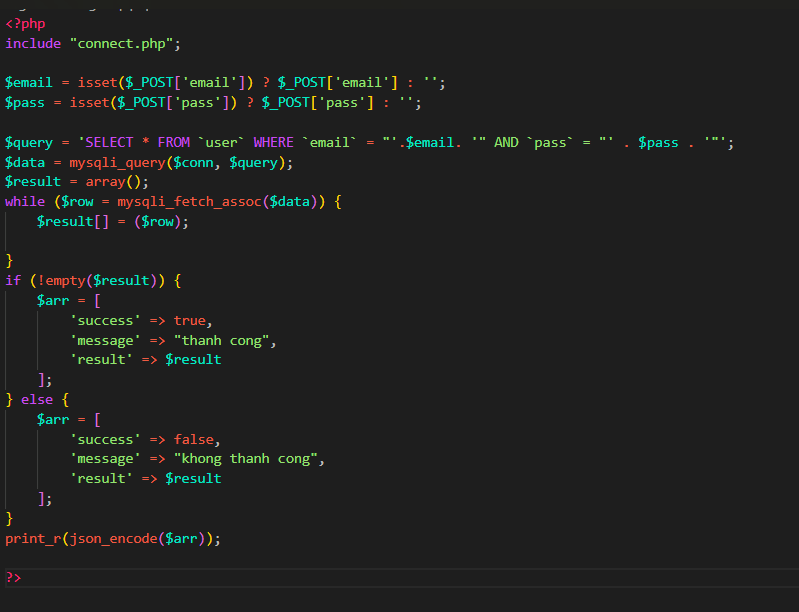 <?php
include "connect.php";
$email = isset($_POST['email']) ? $_POST['email'] : '';
$pass = isset($_POST['pass']) ? $_POST['pass'] : '';
$query = 'SELECT * FROM `user` WHERE `email` = "'.$email. '" AND `pass` = "' . $pass . '"';
$data = mysqli_query($conn, $query);
$result = array();
while ($row = mysqli_fetch_assoc($data)) {
    $result[] = ($row);
}
if (!empty($result)) {
    $arr = [
        'success' => true,
        'message' => "thanh cong",
        'result' => $result
    ];
} else {
    $arr = [
        'success' => false,
        'message' => "khong thanh cong",
        'result' => $result
    ];
}
print_r(json_encode($arr));
?>